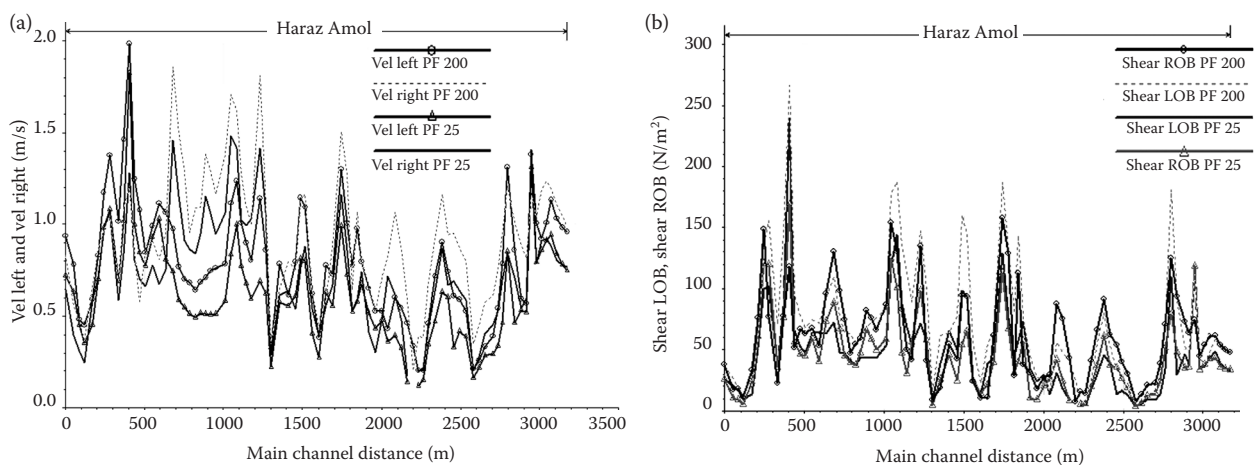 (a)
Haraz Amol
2.0
1.5
1.0
0.5
0.0
Vel left and vel right (m/s)
Vel left PF 200
Vel right PF 200
Vel left PF 25
Vel right PF 25
0 500 1000 1500 2000 2500 3000 3500
Main channel distance (m)
(b)
Haraz Amol
300
250
200
150
100
50
0
Shear LOB, shear ROB (N/m²)
Shear ROB PF 200
Shear LOB PF 200
Shear LOB PF 25
Shear ROB PF 25
0 500 1000 1500 2000 2500 3000
Main channel distance (m)